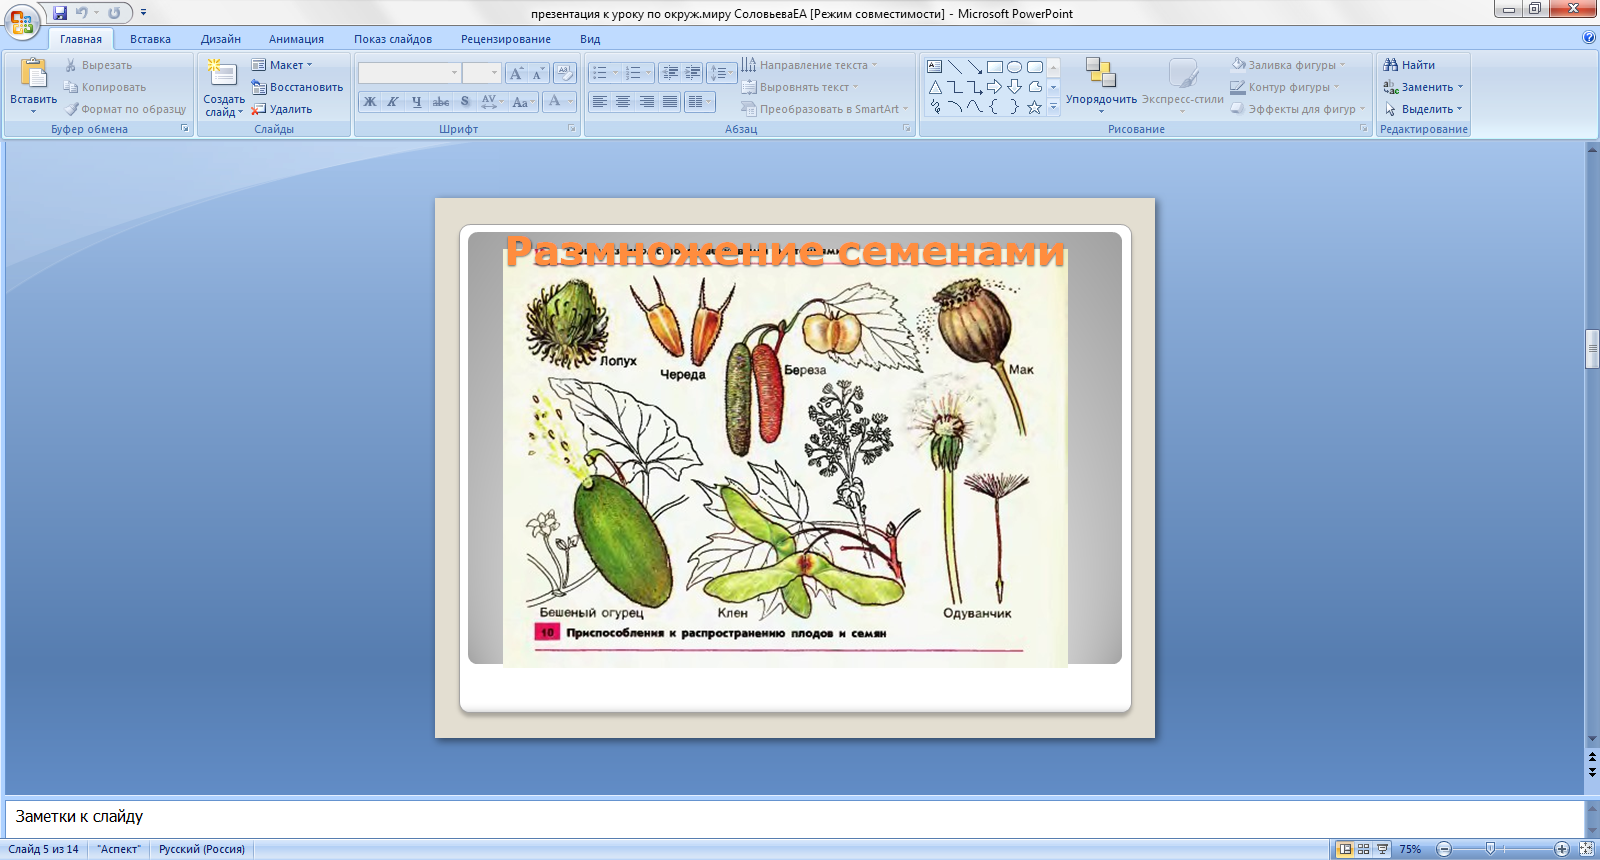 презентация к уроку по окруж.миру СоловьеваЕА [Режим совместимости] - Microsoft PowerPoint
Главная Вставка Дизайн Анимация Показ слайдов Рецензирование Вид
Вставить
Вырезать
Копировать
Формат по образцу
Буфер обмена
Создать слайд
Макет
Восстановить
Удалить
Слайды
Ж К Ч abc S AV Aa A
Шрифт
Направление текста
Выровнять текст
Преобразовать в SmartArt
Абзац
Упорядочить
Экспресс-стили
Заливка фигуры
Контур фигуры
Эффекты для фигур
Рисование
Найти
Заменить
Выделить
Редактирование
Размножение семенами
Лопух
Череда
Береза
Мак
Бешеный огурец
Клен
Одуванчик
10 Приспособления к распространению плодов и семян
Заметки к слайду
Слайд 5 из 14 "Аспект" Русский (Россия) 75%